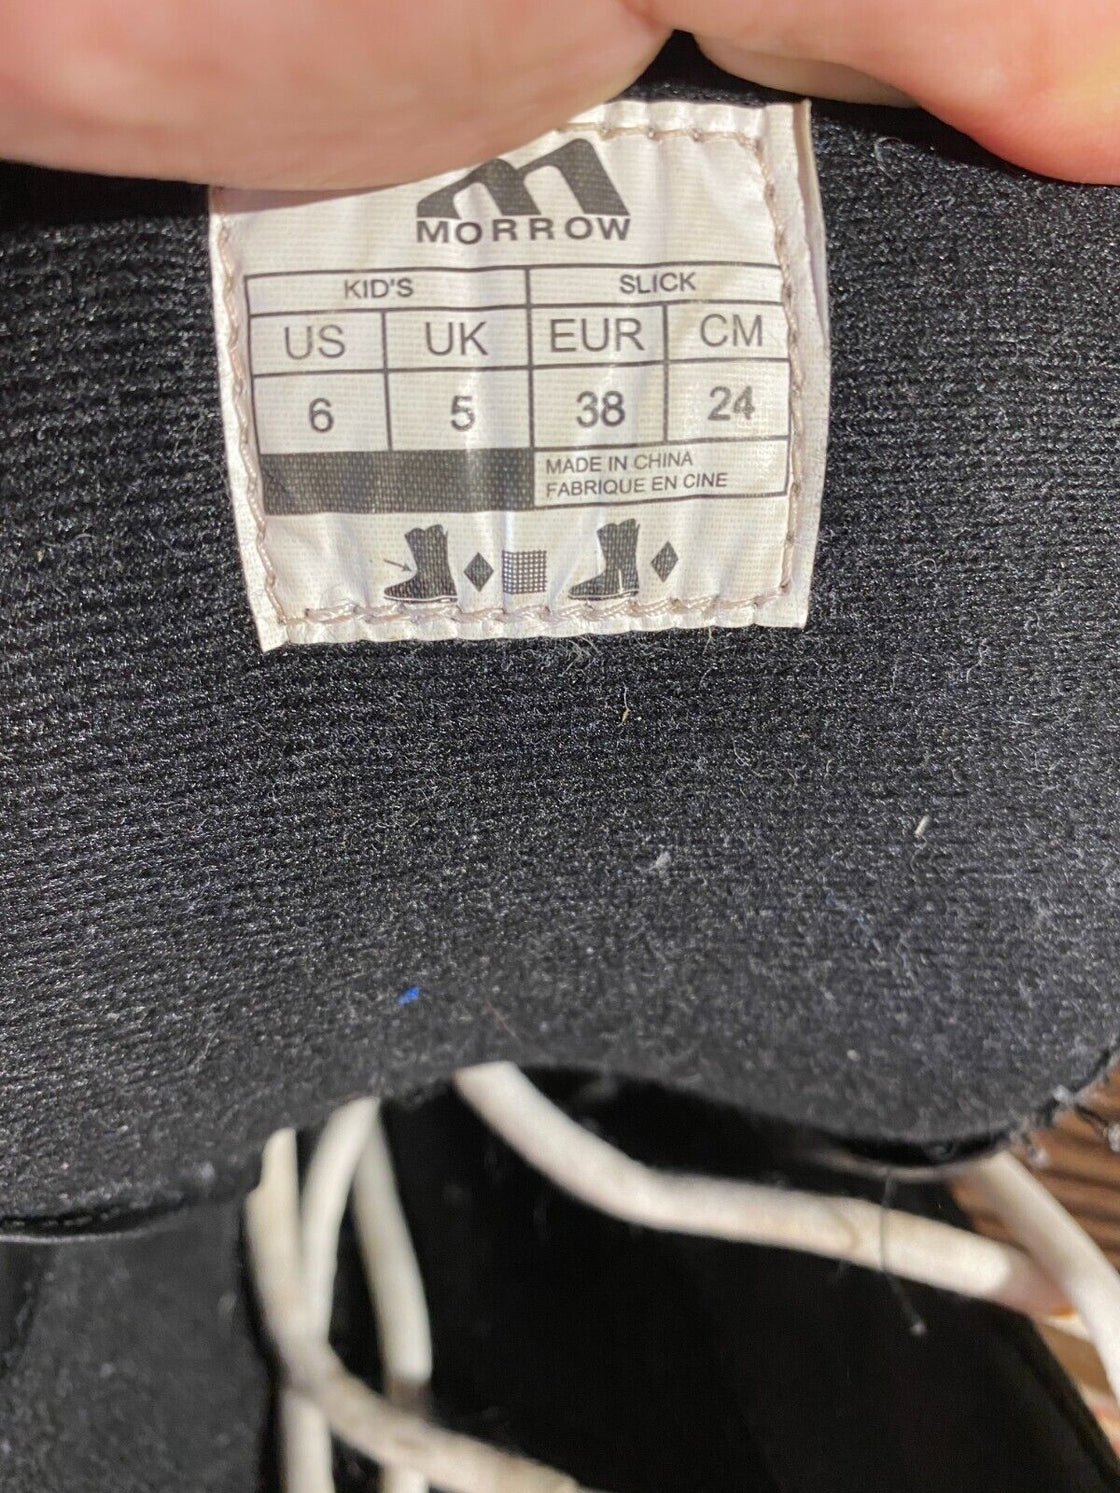 MORROW
KID'S SLICK
US UK EUR CM
6 5 38 24
MADE IN CHINA
FABRIQUE EN CINE